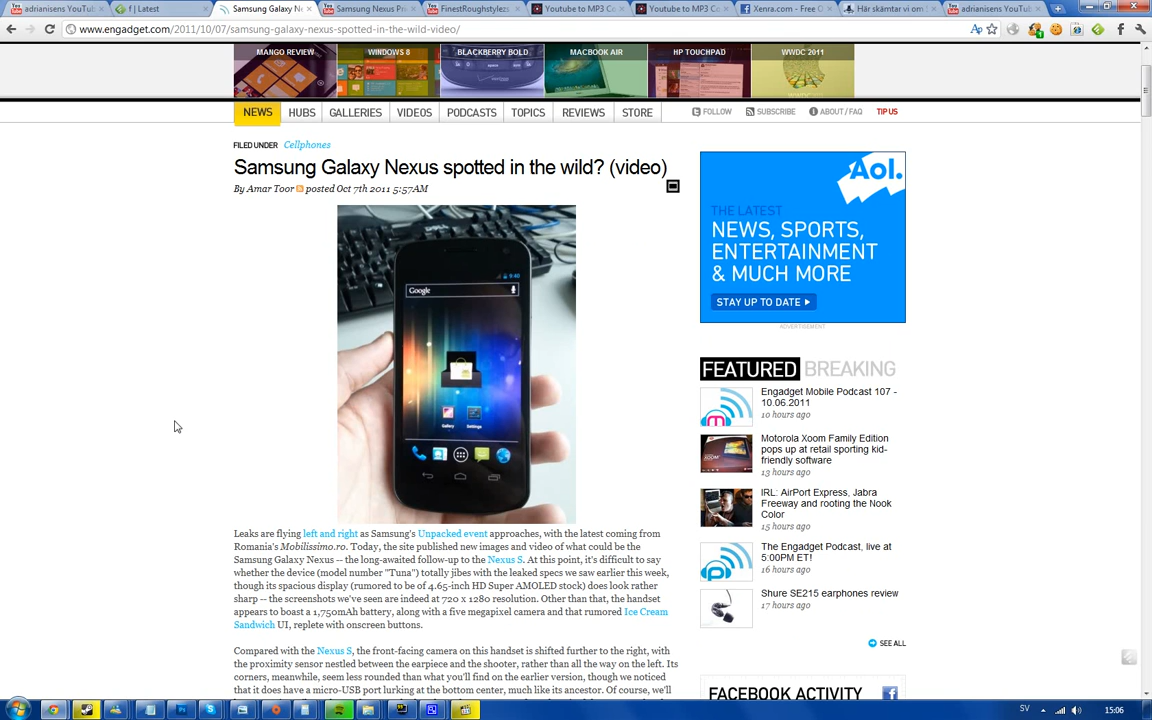 adrianisens YouTu
f | Latest
Samsung Galaxy Ne
Samsung Nexus Pri
FinestRoughstylezs
Youtube to MP3 Co
Youtube to MP3 Co
Xenra.com - Free O
Här skämtar vi om
adrianisens YouTub
www.engadget.com/2011/10/07/samsung-galaxy-nexus-spotted-in-the-wild-video/
MANGO REVIEW
WINDOWS 8
BLACKBERRY BOLD
MACBOOK AIR
HP TOUCHPAD
WWDC 2011
NEWS
HUBS
GALLERIES
VIDEOS
PODCASTS
TOPICS
REVIEWS
STORE
FOLLOW
SUBSCRIBE
ABOUT / FAQ
TIP US
FILED UNDER Cellphones
Samsung Galaxy Nexus spotted in the wild? (video)
By Amar Toor posted Oct 7th 2011 5:57AM
9:40
Google
Gallery
Settings
Leaks are flying left and right as Samsung's Unpacked event approaches, with the latest coming from
Romania's Mobilissimo.ro. Today, the site published new images and video of what could be the
Samsung Galaxy Nexus -- the long-awaited follow-up to the Nexus S. At this point, it's difficult to say
whether the device (model number "Tuna") totally jibes with the leaked specs we saw earlier this week,
though its spacious display (rumored to be of 4.65-inch HD Super AMOLED stock) does look rather
sharp -- the screenshots we've seen are indeed at 720 x 1280 resolution. Other than that, the handset
appears to boast a 1,750mAh battery, along with a five megapixel camera and that rumored Ice Cream
Sandwich UI, replete with onscreen buttons.
Compared with the Nexus S, the front-facing camera on this handset is shifted further to the right, with
the proximity sensor nestled between the earpiece and the shooter, rather than all the way on the left. Its
corners, meanwhile, seem less rounded than what you'll find on the earlier version, though we noticed
that it does have a micro-USB port lurking at the bottom center, much like its ancestor. Of course, we'll
Aol.
THE LATEST
NEWS, SPORTS,
ENTERTAINMENT
& MUCH MORE
STAY UP TO DATE
ADVERTISEMENT
FEATURED BREAKING
Engadget Mobile Podcast 107 -
10.06.2011
10 hours ago
Motorola Xoom Family Edition
pops up at retail sporting kid-
friendly software
13 hours ago
IRL: AirPort Express, Jabra
Freeway and rooting the Nook
Color
15 hours ago
The Engadget Podcast, live at
5:00PM ET!
16 hours ago
Shure SE215 earphones review
17 hours ago
SEE ALL
FACEBOOK ACTIVITY
SV
15:06